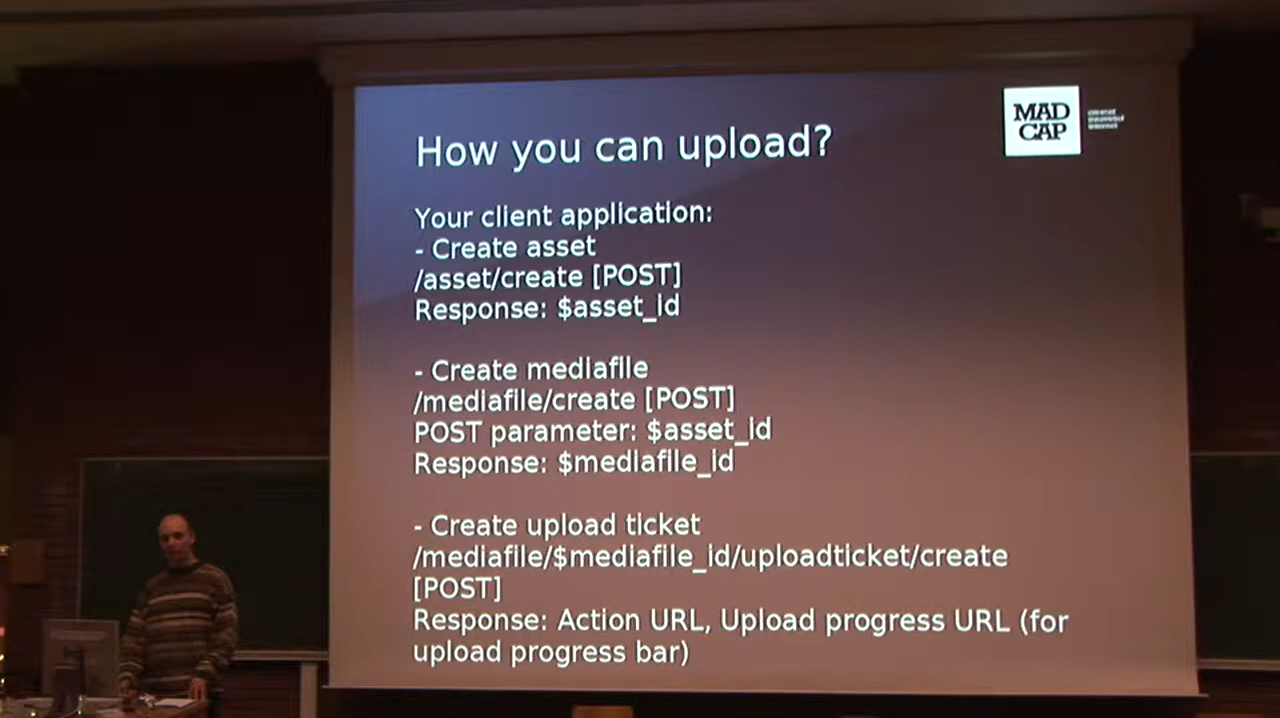 How you can upload?
MAD
CAP
Your client application:
- Create asset
/asset/create [POST]
Response: $asset_id
- Create mediafile
/mediafile/create [POST]
POST parameter: $asset_id
Response: $mediafile_id
- Create upload ticket
/mediafile/$mediafile_id/uploadticket/create
[POST]
Response: Action URL, Upload progress URL (for
upload progress bar)